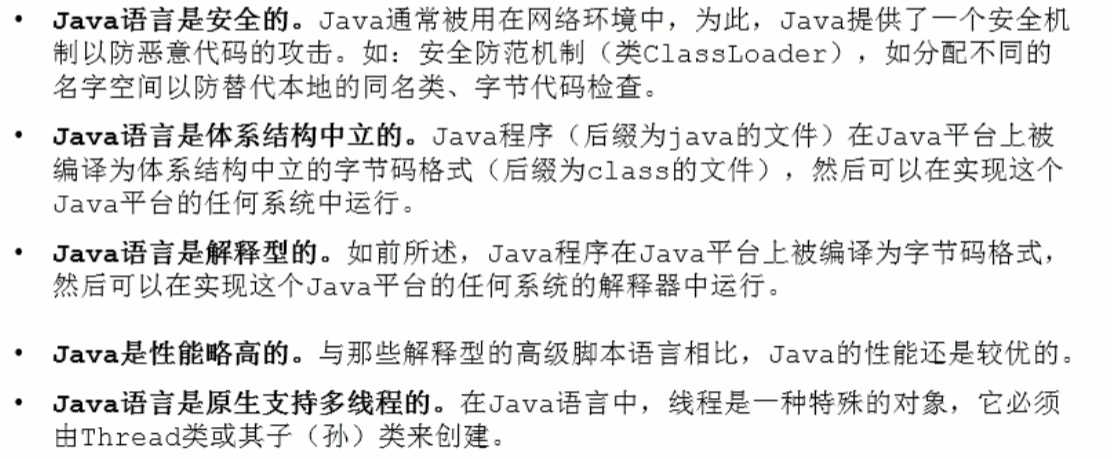 • Java语言是安全的。Java通常被用在网络环境中，为此，Java提供了一个安全机
制以防恶意代码的攻击。如：安全防范机制（类ClassLoader），如分配不同的
名字空间以防替代本地的同名类、字节代码检查。
• Java语言是体系结构中立的。Java程序（后缀为java的文件）在Java平台上被
编译为体系结构中立的字节码格式（后缀为class的文件），然后可以在实现这个
Java平台的任何系统中运行。
• Java语言是解释型的。如前所述，Java程序在Java平台上被编译为字节码格式，
然后可以在实现这个Java平台的任何系统的解释器中运行。
• Java是性能略高的。与那些解释型的高级脚本语言相比，Java的性能还是较优的。
• Java语言是原生支持多线程的。在Java语言中，线程是一种特殊的对象，它必须
由Thread类或其子（孙）类来创建。